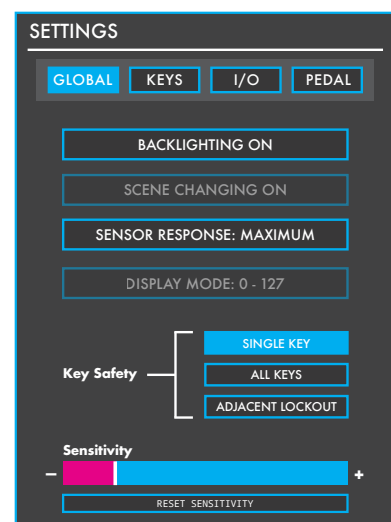 SETTINGS
GLOBAL KEYS I/O PEDAL
BACKLIGHTING ON
SCENE CHANGING ON
SENSOR RESPONSE: MAXIMUM
DISPLAY MODE: 0 - 127
SINGLE KEY
Key Safety ALL KEYS
ADJACENT LOCKOUT
Sensitivity
– +
RESET SENSITIVITY